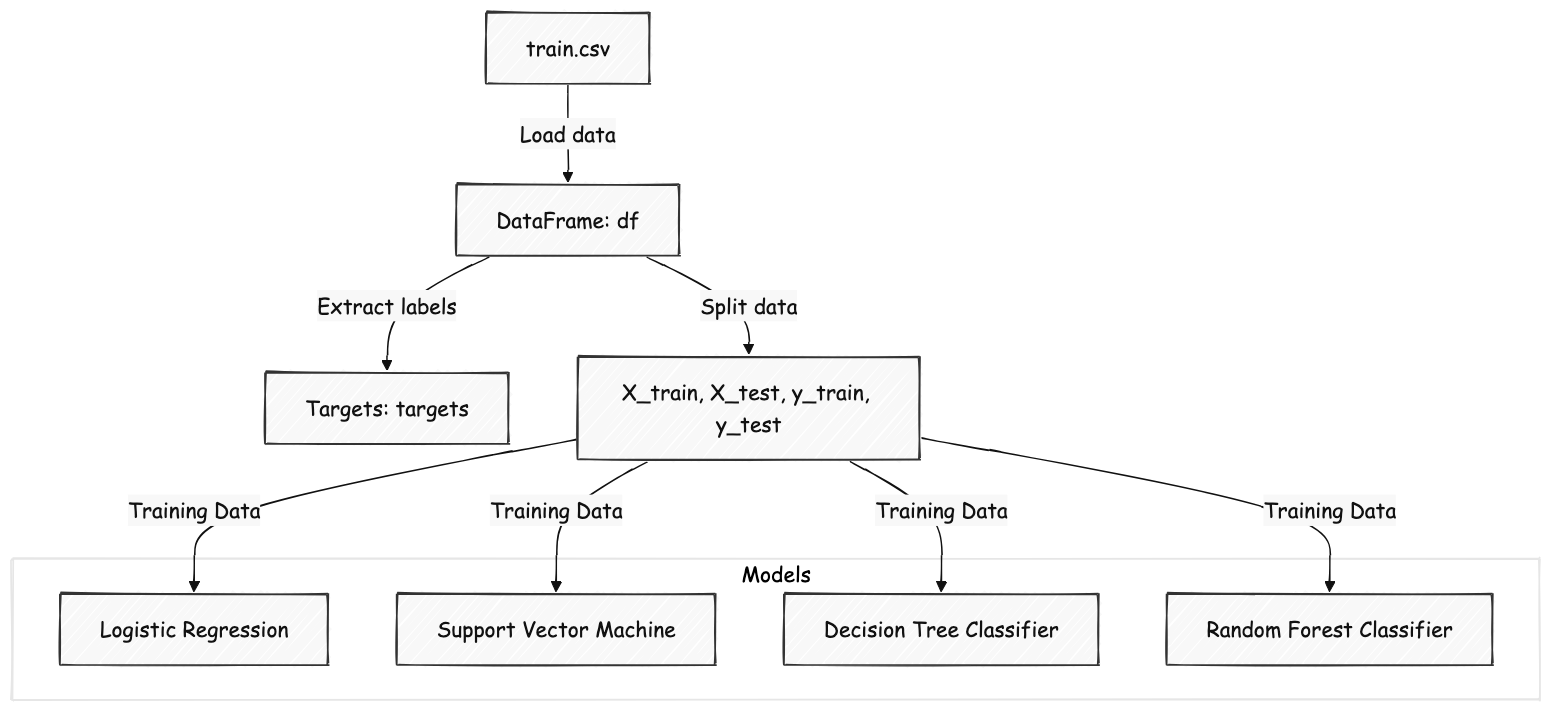 train.csv
Load data
DataFrame: df
Extract labels
Split data
X_train, X_test, y_train,
y_test
Targets: targets
Training Data
Training Data
Training Data
Training Data
Models
Logistic Regression
Support Vector Machine
Decision Tree Classifier
Random Forest Classifier